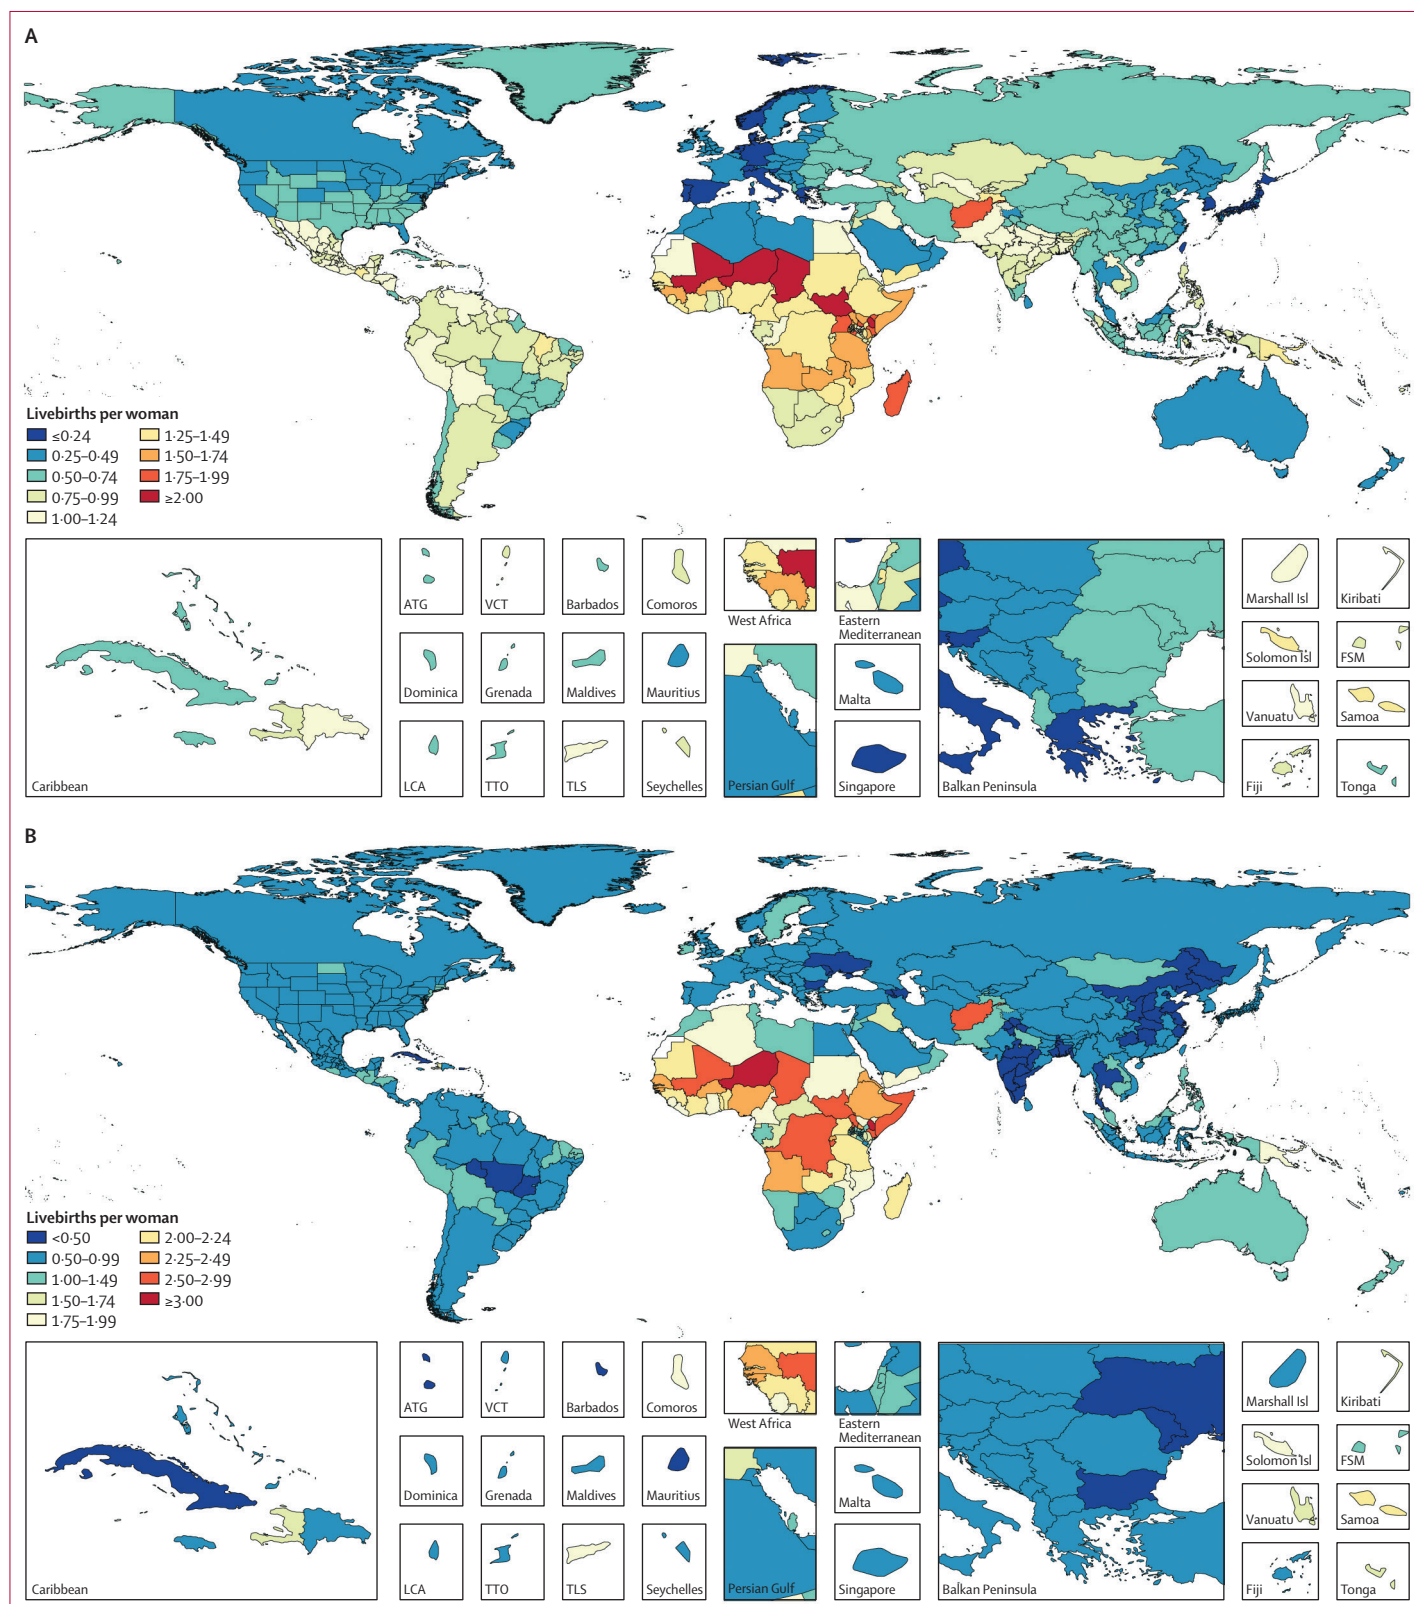 A
Livebirths per woman
≤0·24
0·25–0·49
0·50–0·74
0·75–0·99
1·00–1·24
1·25–1·49
1·50–1·74
1·75–1·99
≥2·00
Caribbean
ATG
VCT
Barbados
Comoros
Dominica
Grenada
Maldives
Mauritius
LCA
TTO
TLS
Seychelles
West Africa
Eastern
Mediterranean
Persian Gulf
Malta
Singapore
Balkan Peninsula
Marshall Isl
Kiribati
Solomon Isl
FSM
Vanuatu
Samoa
Fiji
Tonga
B
Livebirths per woman
<0·50
0·50–0·99
1·00–1·49
1·50–1·74
1·75–1·99
2·00–2·24
2·25–2·49
2·50–2·99
≥3·00
Caribbean
ATG
VCT
Barbados
Comoros
Dominica
Grenada
Maldives
Mauritius
LCA
TTO
TLS
Seychelles
West Africa
Eastern
Mediterranean
Persian Gulf
Malta
Singapore
Balkan Peninsula
Marshall Isl
Kiribati
Solomon Isl
FSM
Vanuatu
Samoa
Fiji
Tonga